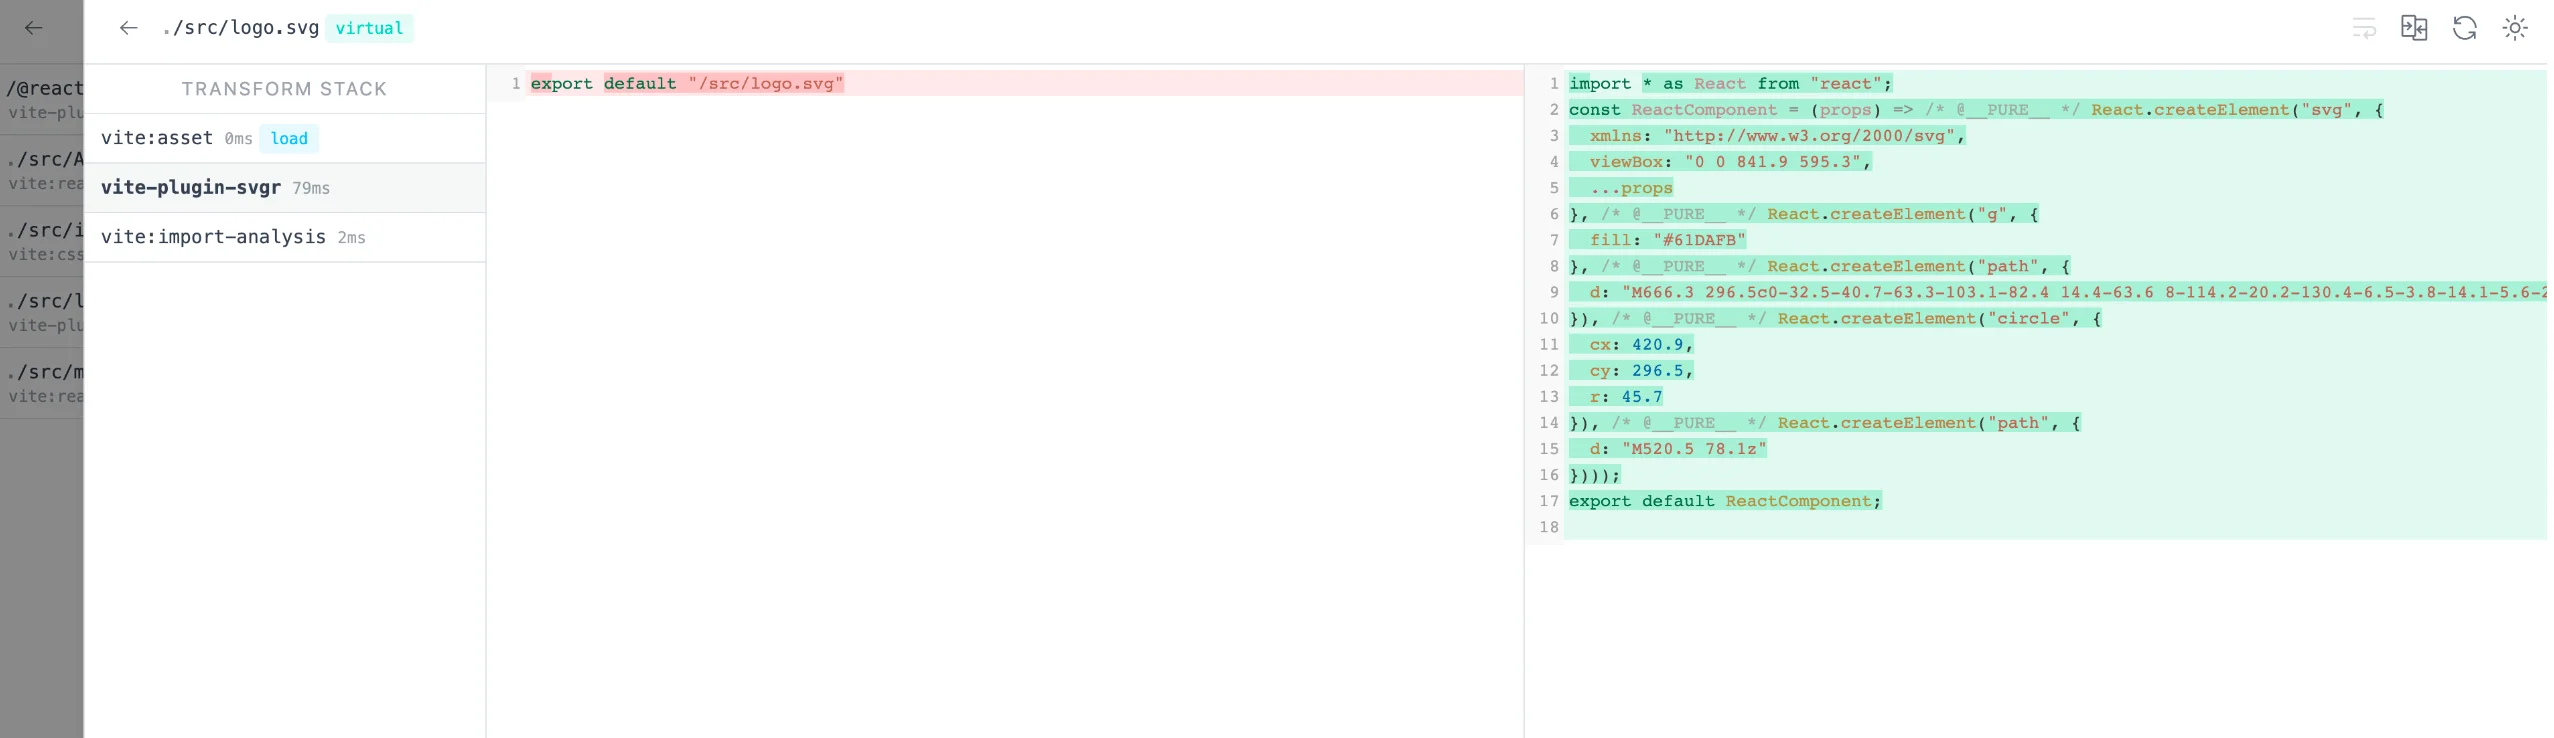 ./src/logo.svg virtual
/@react
vite-plu
./src/A
vite:rea
./src/i
vite:css
./src/l
vite-plu
./src/m
vite:rea
TRANSFORM STACK
vite:asset 0ms load
vite-plugin-svgr 79ms
vite:import-analysis 2ms
1 export default "/src/logo.svg"
1 import * as React from "react";
2 const ReactComponent = (props) => /* @__PURE__ */ React.createElement("svg", {
3   xmlns: "http://www.w3.org/2000/svg",
4   viewBox: "0 0 841.9 595.3",
5   ...props
6 }, /* @__PURE__ */ React.createElement("g", {
7   fill: "#61DAFB"
8 }, /* @__PURE__ */ React.createElement("path", {
9   d: "M666.3 296.5c0-32.5-40.7-63.3-103.1-82.4 14.4-63.6 8-114.2-20.2-130.4-6.5-3.8-14.1-5.6-2
10 }), /* @__PURE__ */ React.createElement("circle", {
11   cx: 420.9,
12   cy: 296.5,
13   r: 45.7
14 }), /* @__PURE__ */ React.createElement("path", {
15   d: "M520.5 78.1z"
16 })));
17 export default ReactComponent;
18